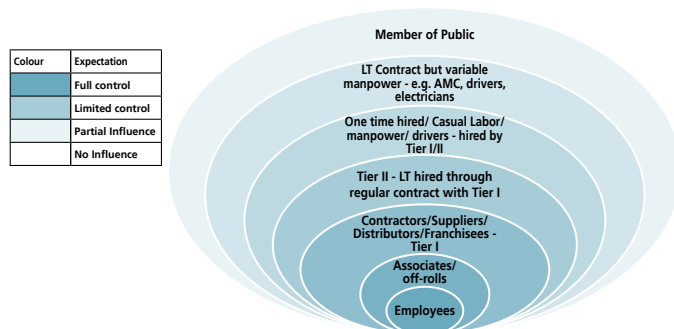 Colour Expectation
Full control
Limited control
Partial Influence
No Influence
Member of Public
LT Contract but variable
manpower - e.g. AMC, drivers,
electricians
One time hired/ Casual Labor/
manpower/ drivers - hired by
Tier I/II
Tier II - LT hired through
regular contract with Tier I
Contractors/Suppliers/
Distributors/Franchisees -
Tier I
Associates/
off-rolls
Employees